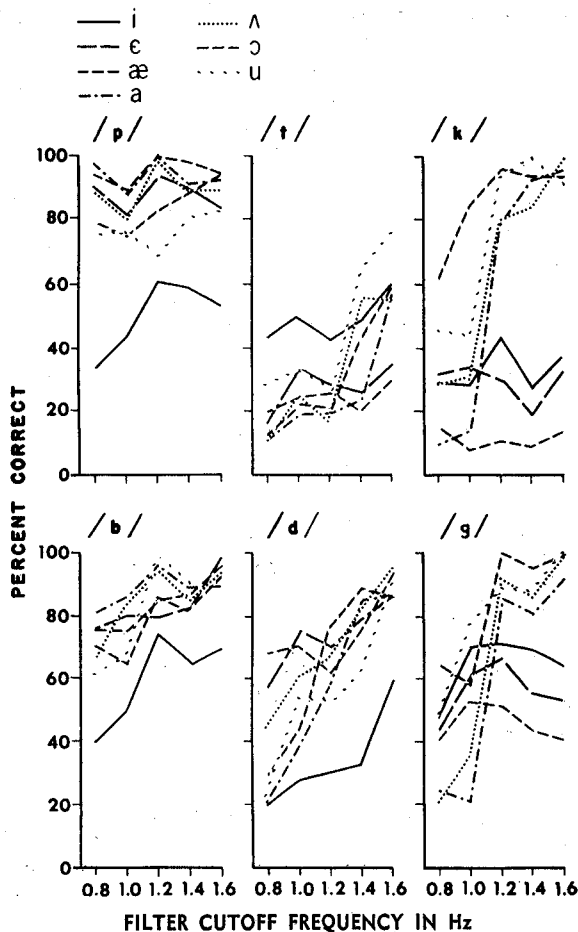 i ʌ
ɛ ɔ
æ u
a
/p/ /t/ /k/
100
80
60
40
20
0
PERCENT CORRECT
/b/ /d/ /g/
100
80
60
40
20
0
0.8 1.0 1.2 1.4 1.6 0.8 1.0 1.2 1.4 1.6 0.8 1.0 1.2 1.4 1.6
FILTER CUTOFF FREQUENCY IN Hz